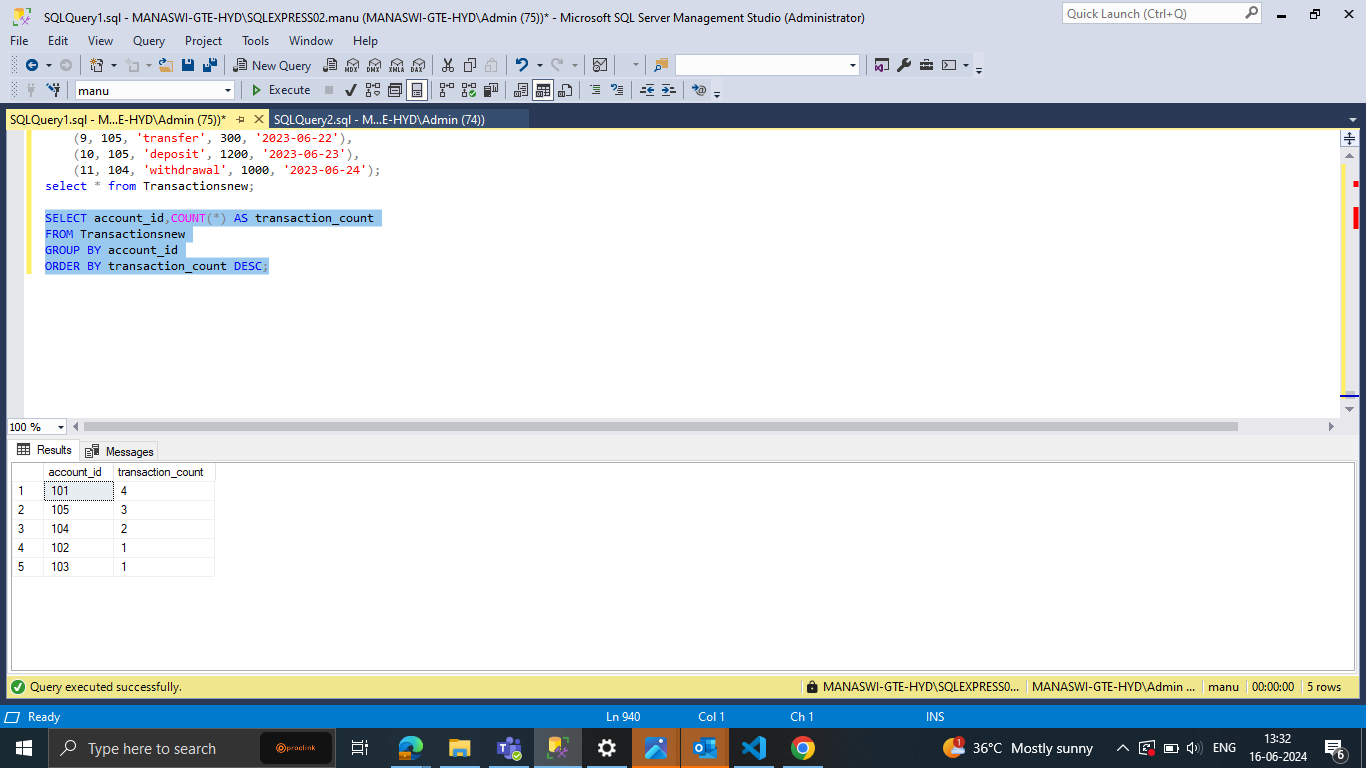 SQLQuery1.sql - MANASWI-GTE-HYD\SQLEXPRESS02.manu (MANASWI-GTE-HYD\Admin (75))* - Microsoft SQL Server Management Studio (Administrator)
Quick Launch (Ctrl+Q)
File Edit View Query Project Tools Window Help
New Query MDX DMX XMLA DAX
manu Execute
SQLQuery1.sql - M...E-HYD\Admin (75))* SQLQuery2.sql - M...E-HYD\Admin (74))
(9, 105, 'transfer', 300, '2023-06-22'),
(10, 105, 'deposit', 1200, '2023-06-23'),
(11, 104, 'withdrawal', 1000, '2023-06-24');
select * from Transactionsnew;
SELECT account_id,COUNT(*) AS transaction_count
FROM Transactionsnew
GROUP BY account_id
ORDER BY transaction_count DESC;
100 %
Results Messages
account_id transaction_count
1 101 4
2 105 3
3 104 2
4 102 1
5 103 1
Query executed successfully. MANASWI-GTE-HYD\SQLEXPRESS0... MANASWI-GTE-HYD\Admin ... manu 00:00:00 5 rows
Ready Ln 940 Col 1 Ch 1 INS
Type here to search proclink 1 36°C Mostly sunny ENG 13:32
16-06-2024 6